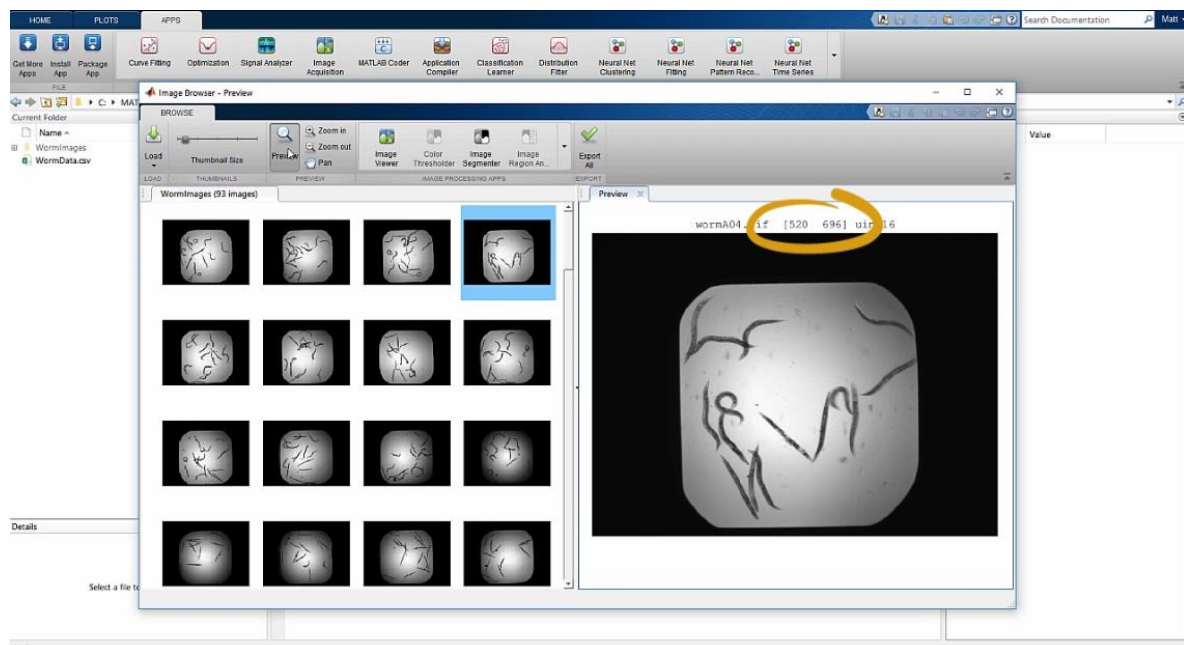 HOME PLOTS APPS
Search Documentation Matt
Get More Apps
Install App
Package App
Curve Fitting
Optimization
Signal Analyzer
Image Acquisition
MATLAB Coder
Application Compiler
Classification Learner
Distribution Fitter
Neural Net Clustering
Neural Net Fitting
Neural Net Pattern Reco...
Neural Net Time Series
FILE
C: MAT
Current Folder
Name
WormImages
WormData.csv
Value
Image Browser - Preview
BROWSE
Load
Thumbnail Size
Preview
Zoom in
Zoom out
Pan
Image Viewer
Color Thresholder
Image Segmenter
Image Region An...
Export All
LOAD THUMBNAILS PREVIEW IMAGE PROCESSING APPS EXPORT
WormImages (93 images)
Preview
wormA04. if [520 696] uin 16
Details
Select a file to